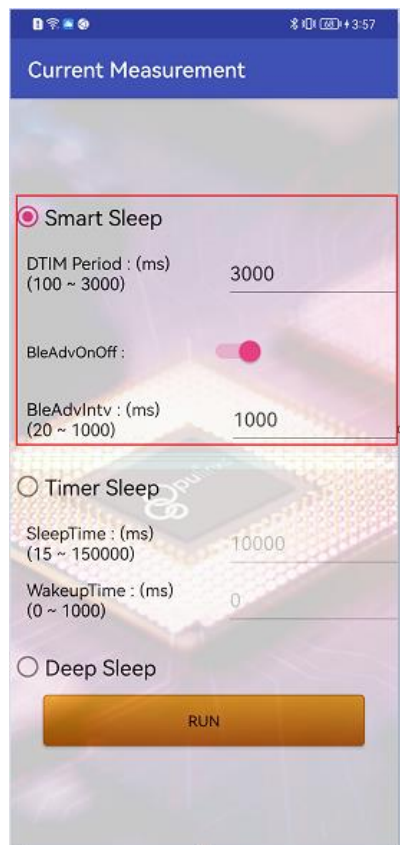 68 3:57
Current Measurement
Smart Sleep
DTIM Period : (ms)
(100 ~ 3000)
3000
BleAdvOnOff :
BleAdvIntv : (ms)
(20 ~ 1000)
1000
Timer Sleep
SleepTime : (ms)
(15 ~ 150000)
10000
WakeupTime : (ms)
(0 ~ 1000)
0
Deep Sleep
RUN